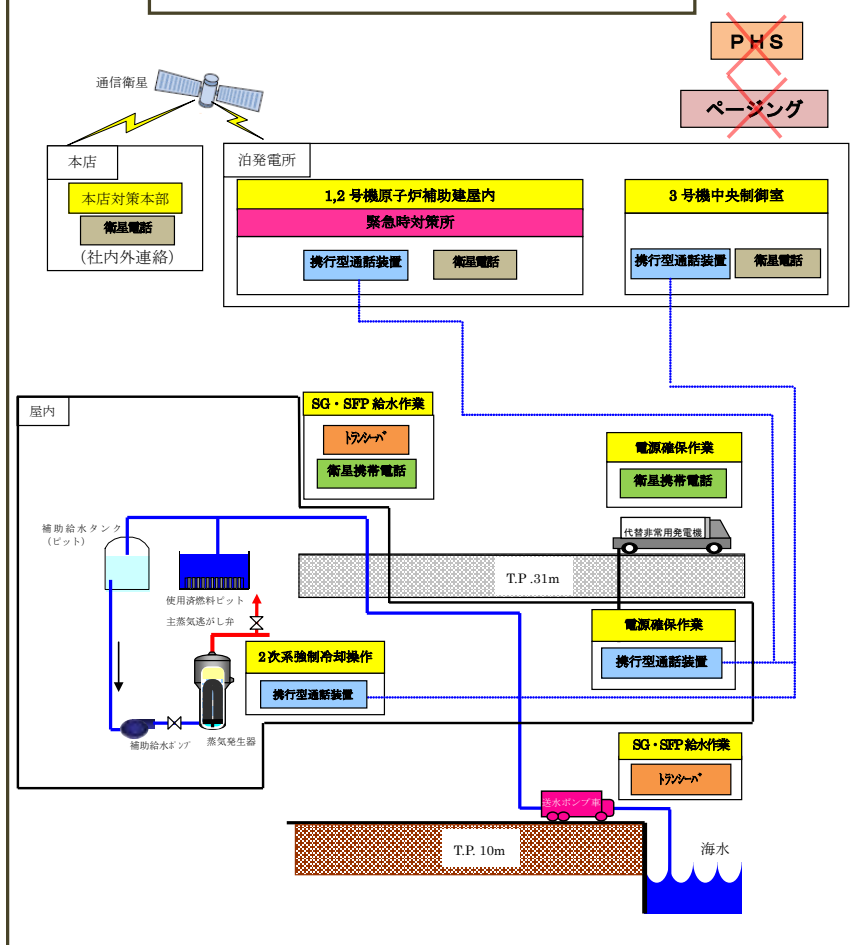 PHS
ページング
通信衛星
本店
本店対策本部
衛星電話
(社内外連絡)
泊発電所
1,2号機原子炉補助建屋内
緊急時対策所
携行型通話装置
衛星電話
3号機中央制御室
携行型通話装置
衛星電話
屋内
SG・SFP給水作業
トランシーバ
衛星携帯電話
電源確保作業
衛星携帯電話
代替非常用発電機
T.P.31m
補助給水タンク
(ピット)
使用済燃料ピット
主蒸気逃がし弁
電源確保作業
携行型通話装置
2次系強制冷却操作
携行型通話装置
補助給水ポンプ
蒸気発生器
SG・SFP給水作業
トランシーバ
送水ポンプ車
T.P. 10m
海水